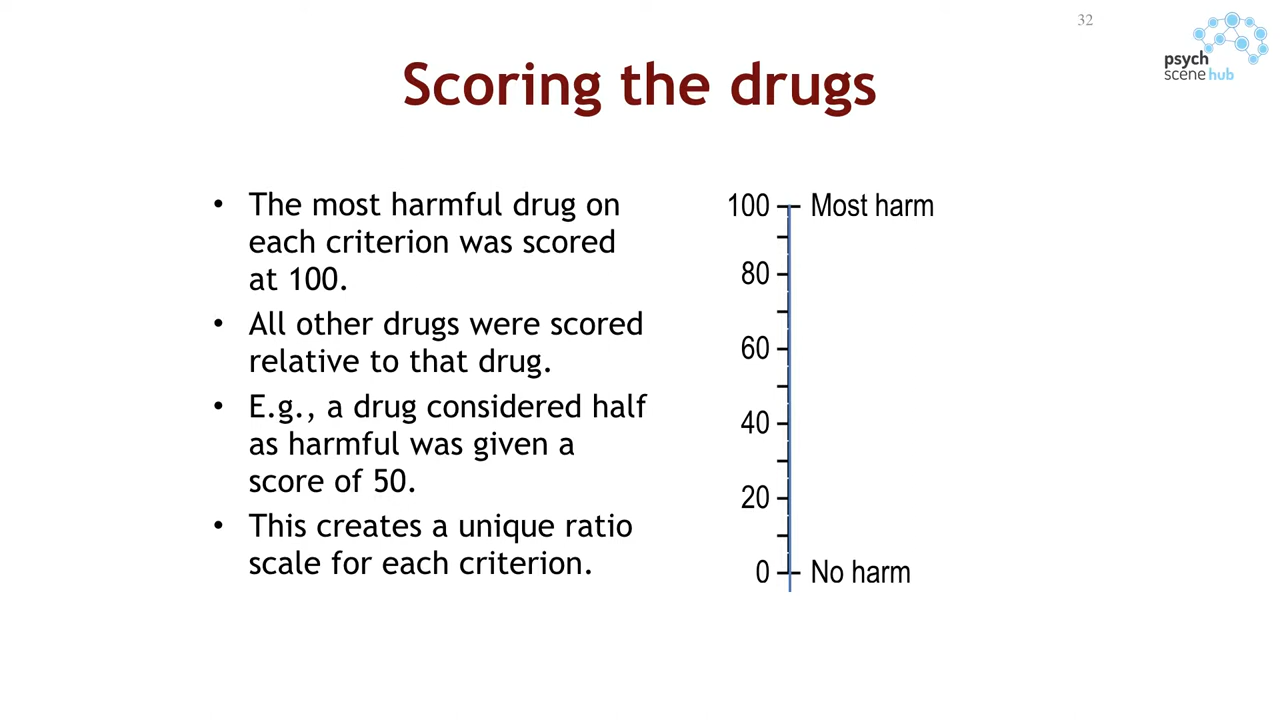 32
psych
scene hub
Scoring the drugs
• The most harmful drug on
each criterion was scored
at 100.
• All other drugs were scored
relative to that drug.
• E.g., a drug considered half
as harmful was given a
score of 50.
• This creates a unique ratio
scale for each criterion.
100 Most harm
80
60
40
20
0 No harm